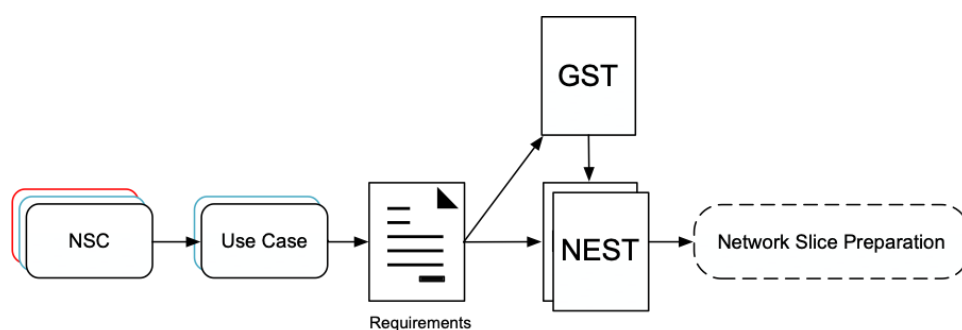 GST
NSC
Use Case
NEST
Network Slice Preparation
Requirements